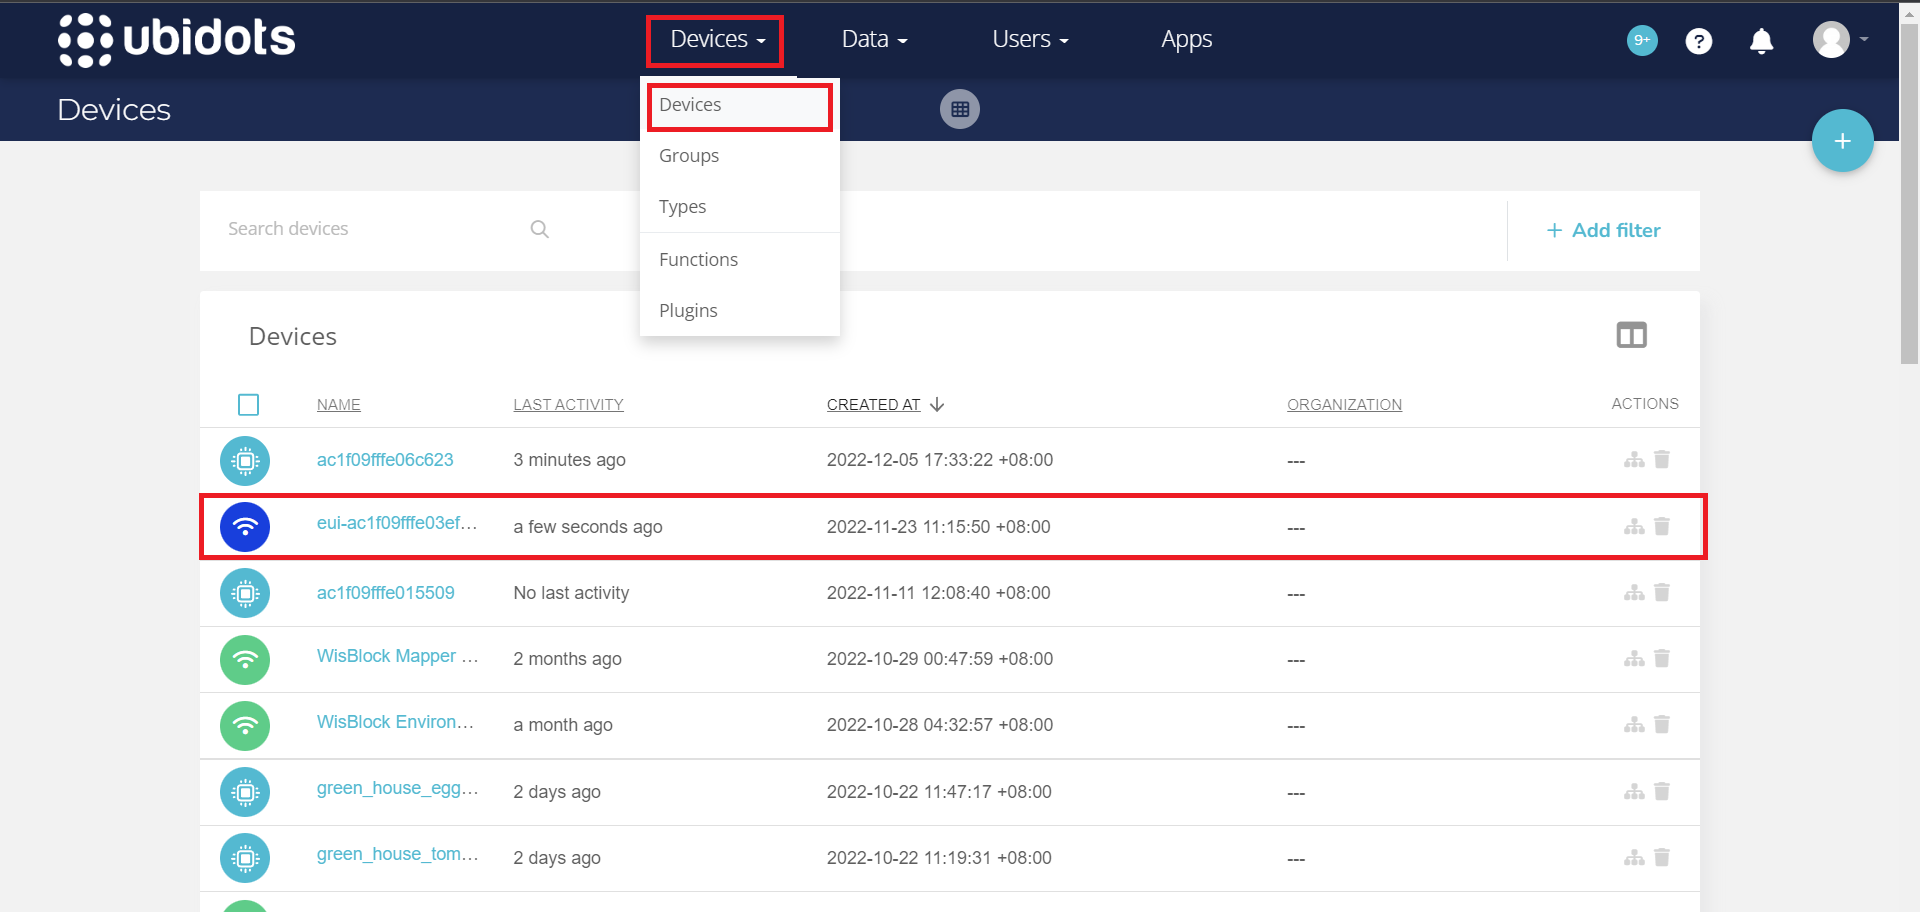 ubidots
Devices
Data
Users
Apps
9+
?
Devices
Devices
Groups
Types
Functions
Plugins
+
Search devices
+ Add filter
Devices
NAME LAST ACTIVITY CREATED AT ORGANIZATION ACTIONS
ac1f09fffe06c623 3 minutes ago 2022-12-05 17:33:22 +08:00 ---
eui-ac1f09fffe03ef... a few seconds ago 2022-11-23 11:15:50 +08:00 ---
ac1f09fffe015509 No last activity 2022-11-11 12:08:40 +08:00 ---
WisBlock Mapper ... 2 months ago 2022-10-29 00:47:59 +08:00 ---
WisBlock Environ... a month ago 2022-10-28 04:32:57 +08:00 ---
green_house_egg... 2 days ago 2022-10-22 11:47:17 +08:00 ---
green_house_tom... 2 days ago 2022-10-22 11:19:31 +08:00 ---